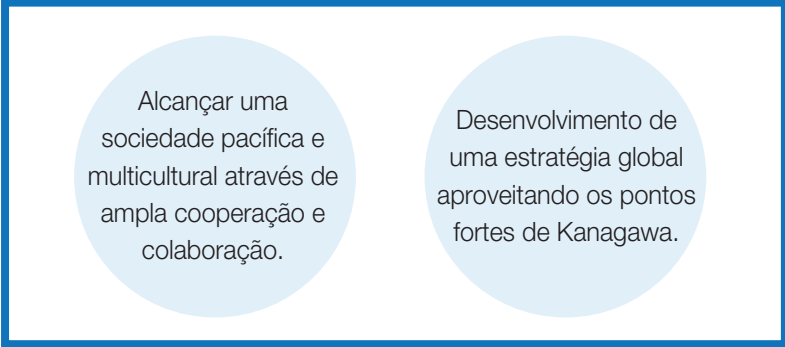 Alcançar uma
sociedade pacífica e
multicultural através de
ampla cooperação e
colaboração.
Desenvolvimento de
uma estratégia global
aproveitando os pontos
fortes de Kanagawa.